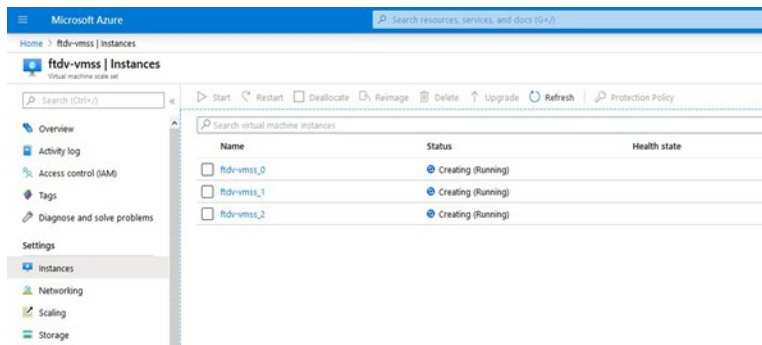 Microsoft Azure
Search resources, services, and docs (G+/)
Home > ftdv-vmss | Instances
ftdv-vmss | Instances
Virtual machine scale set
Search (Ctrl+/)
Start Restart Deallocate Reimage Delete Upgrade Refresh Protection Policy
Overview
Activity log
Access control (IAM)
Tags
Diagnose and solve problems
Settings
Instances
Networking
Scaling
Storage
Search virtual machine instances
Name Status Health state
ftdv-vmss_0 Creating (Running)
ftdv-vmss_1 Creating (Running)
ftdv-vmss_2 Creating (Running)